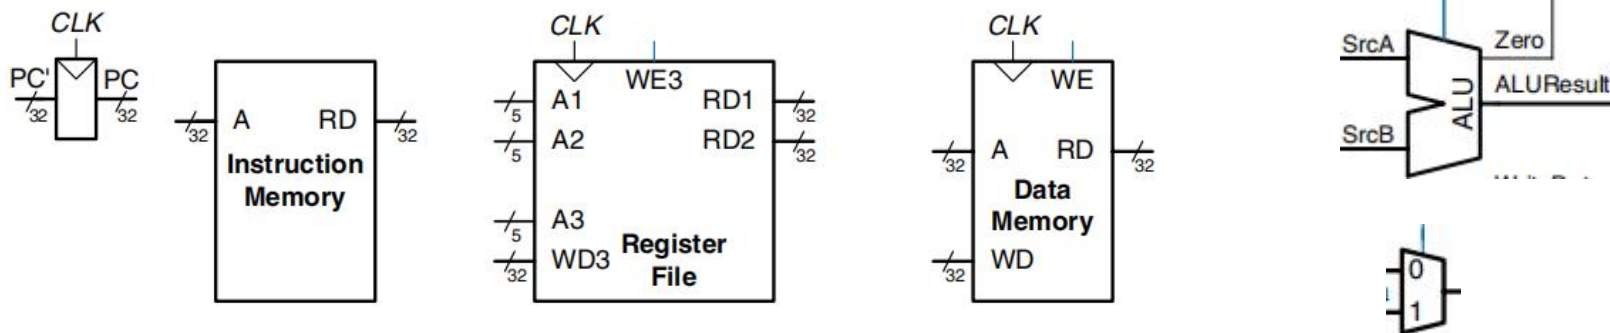 CLK
PC' PC
32 32
A RD
32 32
Instruction
Memory
CLK
WE3
A1 RD1
5 32
A2 RD2
5 32
A3
5
WD3
32
Register
File
CLK
WE
A RD
32 32
Data
Memory
WD
32
SrcA
Zero
ALU
ALUResult
SrcB
0
1